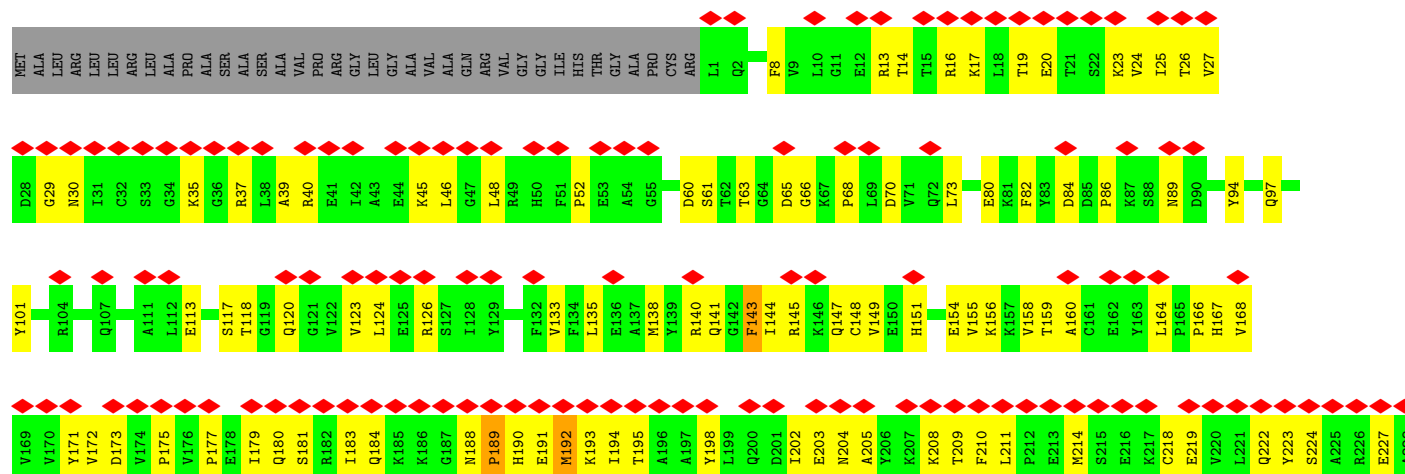 MET ALA LEU ARG LEU LEU ARG LEU ALA PRO ALA SER ALA SER ALA VAL PRO ARG GLY LEU GLY ALA VAL ALA GLN ARG VAL GLY GLY ILE HIS THR GLY ALA PRO CYS ARG L1 Q2 F8 V9 L10 G11 E12 R13 T14 T15 R16 K17 L18 T19 E20 T21 S22 K23 V24 I25 T26 V27
D28 G29 N30 I31 C32 S33 G34 K35 G36 R37 L38 A39 R40 E41 I42 A43 E44 K45 L46 G47 L48 R49 H50 F51 P52 E53 A54 G55 D60 S61 T62 T63 G64 D65 G66 K67 P68 L69 D70 V71 Q72 L73 E80 K81 F82 Y83 D84 D85 P86 K87 S88 N89 D90 Y94 Q97
Y101 R104 Q107 A111 L112 E113 S117 T118 G119 Q120 G121 V122 V123 L124 E125 R126 S127 I128 Y129 F132 V133 F134 L135 E136 A137 M138 Y139 R140 Q141 G142 F143 I144 R145 K146 Q147 C148 V149 E150 H151 E154 V155 K156 K157 V158 T159 A160 C161 E162 Y163 L164 P165 P166 H167 V168
V169 V170 Y171 V172 D173 V174 P175 V176 P177 E178 I179 Q180 S181 R182 I183 Q184 K185 K186 G187 N188 P189 H190 E191 M192 K193 I194 T195 A196 A197 Y198 L199 Q200 D201 I202 E203 N204 A205 Y206 K207 K208 T209 F210 L211 P212 E213 M214 S215 E216 K217 C218 E219 V220 L221 Q222 Y223 S224 A225 R226 E227